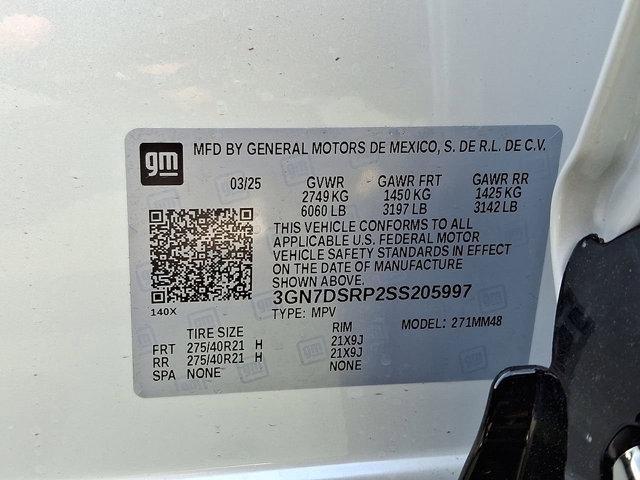 gm
MFD BY GENERAL MOTORS DE MEXICO, S. DE R.L. DE C.V.
03/25 GVWR GAWR FRT GAWR RR
2749 KG 1450 KG 1425 KG
6060 LB 3197 LB 3142 LB
THIS VEHICLE CONFORMS TO ALL
APPLICABLE U.S. FEDERAL MOTOR
VEHICLE SAFETY STANDARDS IN EFFECT
ON THE DATE OF MANUFACTURE
SHOWN ABOVE.
3GN7DSRP2SS205997
140X TYPE: MPV MODEL: 271MM48
TIRE SIZE RIM
FRT 275/40R21 H 21X9J
RR 275/40R21 H 21X9J
SPA NONE NONE